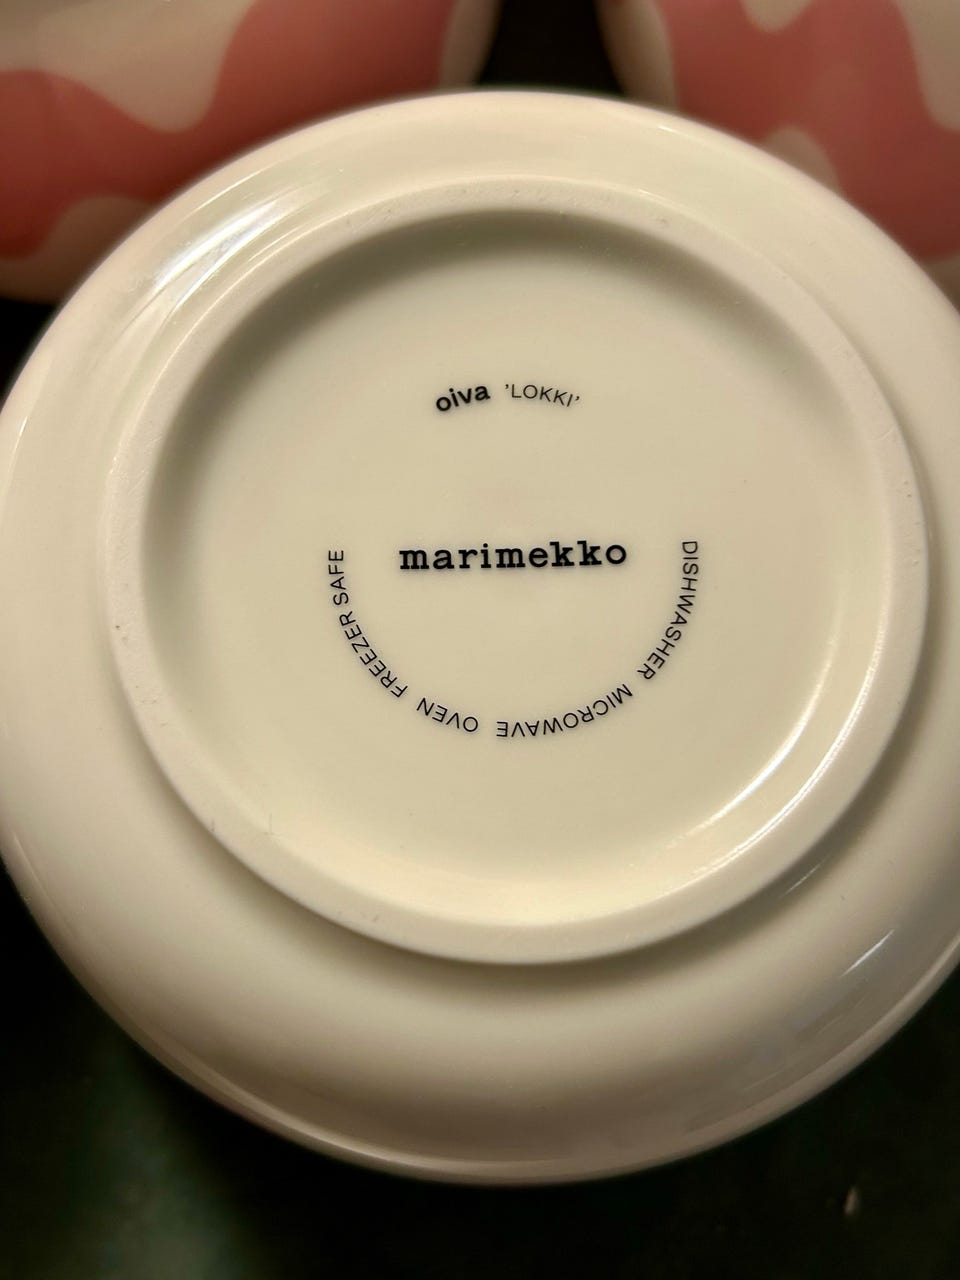 oiva 'LOKKI'
marimekko
DISHWASHER MICROWAVE OVEN FREEZER SAFE